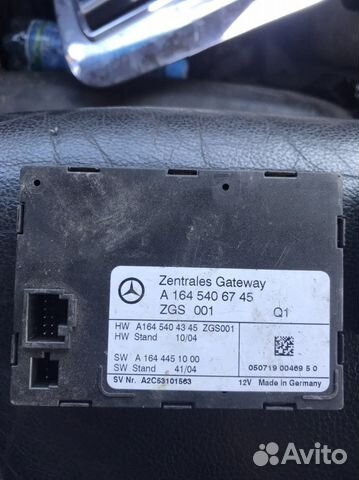 Zentrales Gateway
A 164 540 67 45
ZGS 001 Q1
HW A164 540 43 45 ZGS001
HW Stand 10/04
SW A 164 445 10 00
SW Stand 41/04
050719 00469 5 0
SV Nr. A2C53101563 12V Made in Germany
Avito